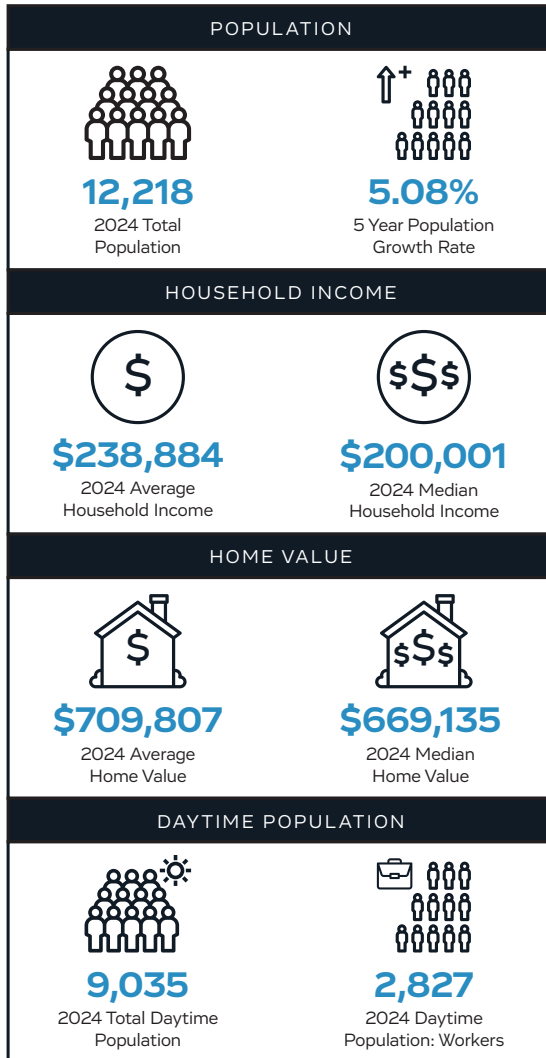 POPULATION
12,218
2024 Total
Population
5.08%
5 Year Population
Growth Rate
HOUSEHOLD INCOME
$
$238,884
2024 Average
Household Income
$$$
$200,001
2024 Median
Household Income
HOME VALUE
$
$709,807
2024 Average
Home Value
$$$
$669,135
2024 Median
Home Value
DAYTIME POPULATION
9,035
2024 Total Daytime
Population
2,827
2024 Daytime
Population: Workers